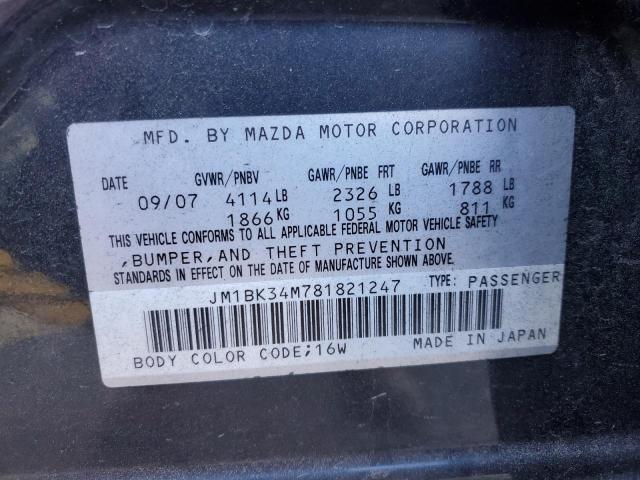 MFD. BY MAZDA MOTOR CORPORATION
DATE GVWR/PNBV GAWR/PNBE FRT GAWR/PNBE RR
09/07 4114LB 2326 LB 1788 LB
1866KG 1055 KG 811 KG
THIS VEHICLE CONFORMS TO ALL APPLICABLE FEDERAL MOTOR VEHICLE SAFETY
,BUMPER,AND THEFT PREVENTION
STANDARDS IN EFFECT ON THE DATE OF MANUFACTURE SHOWN ABOVE.
JM1BK34M781821247 TYPE: PASSENGER
BODY COLOR CODE;16W MADE IN JAPAN